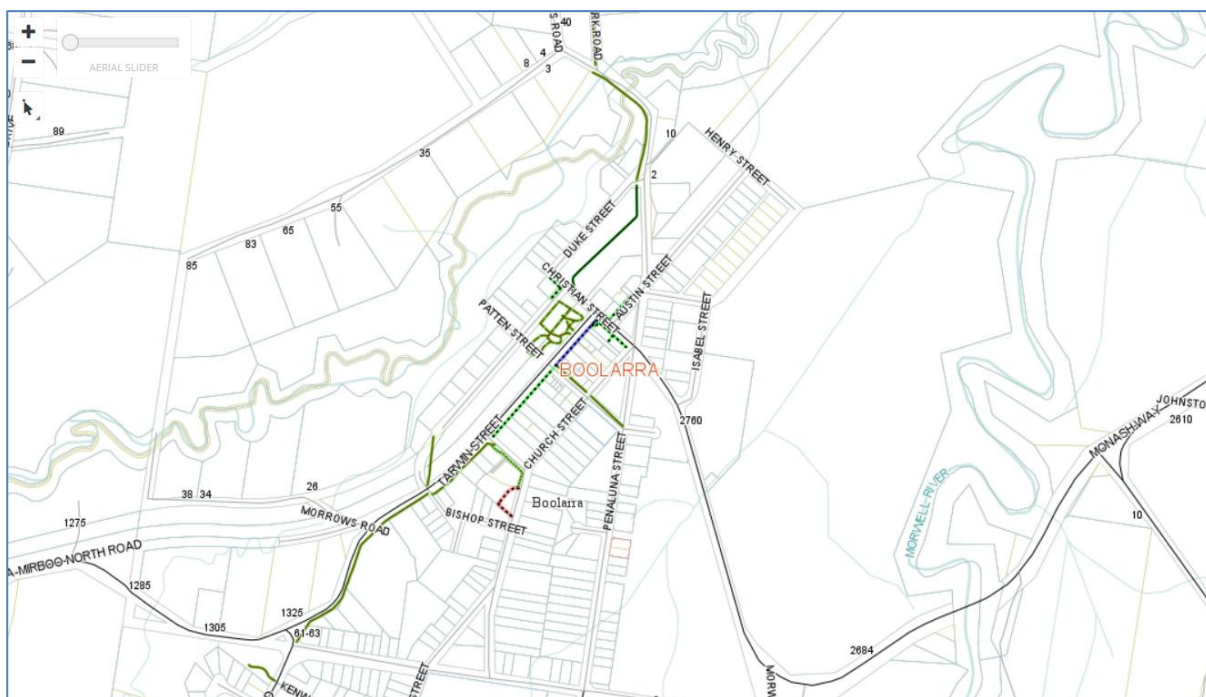 +
−
AERIAL SLIDER
40
S ROAD
RK ROAD
4
8
3
89
10
HENRY STREET
35
2
55
65
83
85
DUKE STREET
CHRISTIAN STREET
AUSTIN STREET
PATTEN STREET
ISABEL STREET
BOOLARRA
2760
JOHNSTO
2610
MONASH WAY
CHURCH STREET
TARWIN STREET
PENALUNA STREET
38 34
26
Boolarra
BISHOP STREET
MORROWS ROAD
MORWELL RIVER
10
1275
A-MIRBOO-NORTH ROAD
1285
1325
1305
61-63
2684
KENW
STREET
MORW